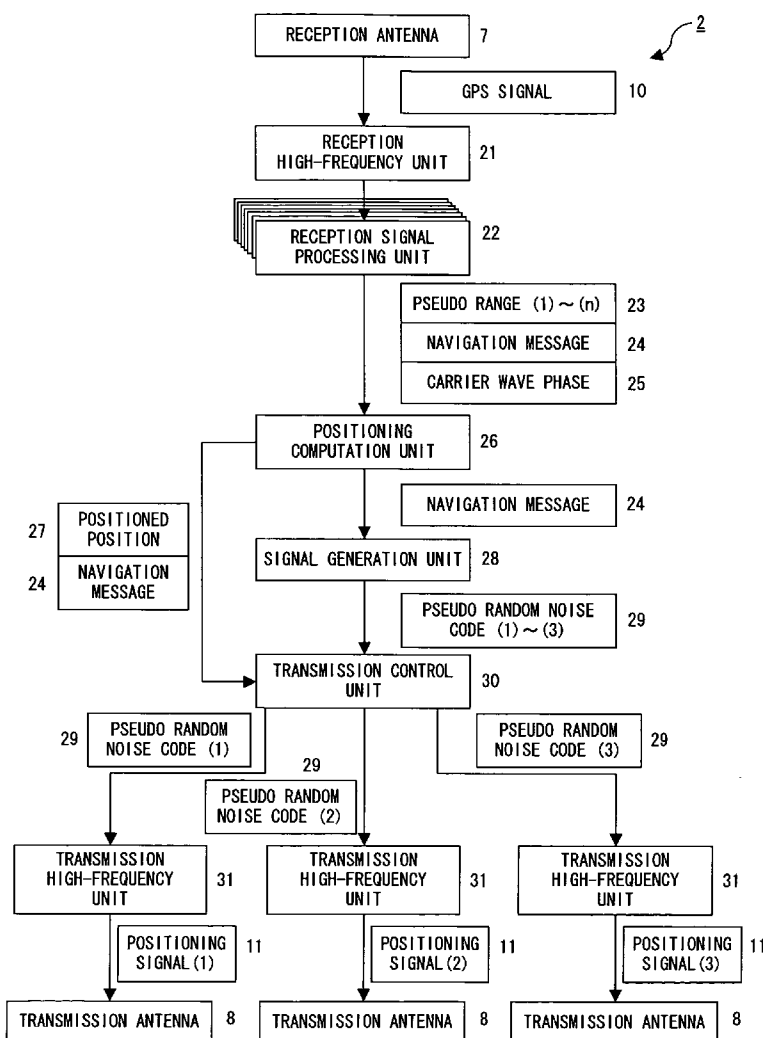 2
RECEPTION ANTENNA 7
GPS SIGNAL 10
RECEPTION
HIGH-FREQUENCY UNIT
21
RECEPTION SIGNAL
PROCESSING UNIT
22
PSEUDO RANGE (1)~(n) 23
NAVIGATION MESSAGE 24
CARRIER WAVE PHASE 25
POSITIONING
COMPUTATION UNIT
26
NAVIGATION MESSAGE 24
27
POSITIONED
POSITION
24
NAVIGATION
MESSAGE
SIGNAL GENERATION UNIT 28
PSEUDO RANDOM NOISE
CODE (1)~(3)
29
TRANSMISSION CONTROL
UNIT
30
29
PSEUDO RANDOM
NOISE CODE (1)
29
PSEUDO RANDOM
NOISE CODE
(2)
PSEUDO RANDOM
NOISE CODE (3)
29
TRANSMISSION
HIGH-FREQUENCY
UNIT
31
TRANSMISSION
HIGH-FREQUENCY
UNIT
31
TRANSMISSION
HIGH-FREQUENCY
UNIT
31
POSITIONING
SIGNAL(1)
11
POSITIONING
SIGNAL(2)
11
POSITIONING
SIGNAL(3)
11
TRANSMISSION ANTENNA 8
TRANSMISSION ANTENNA 8
TRANSMISSION ANTENNA 8